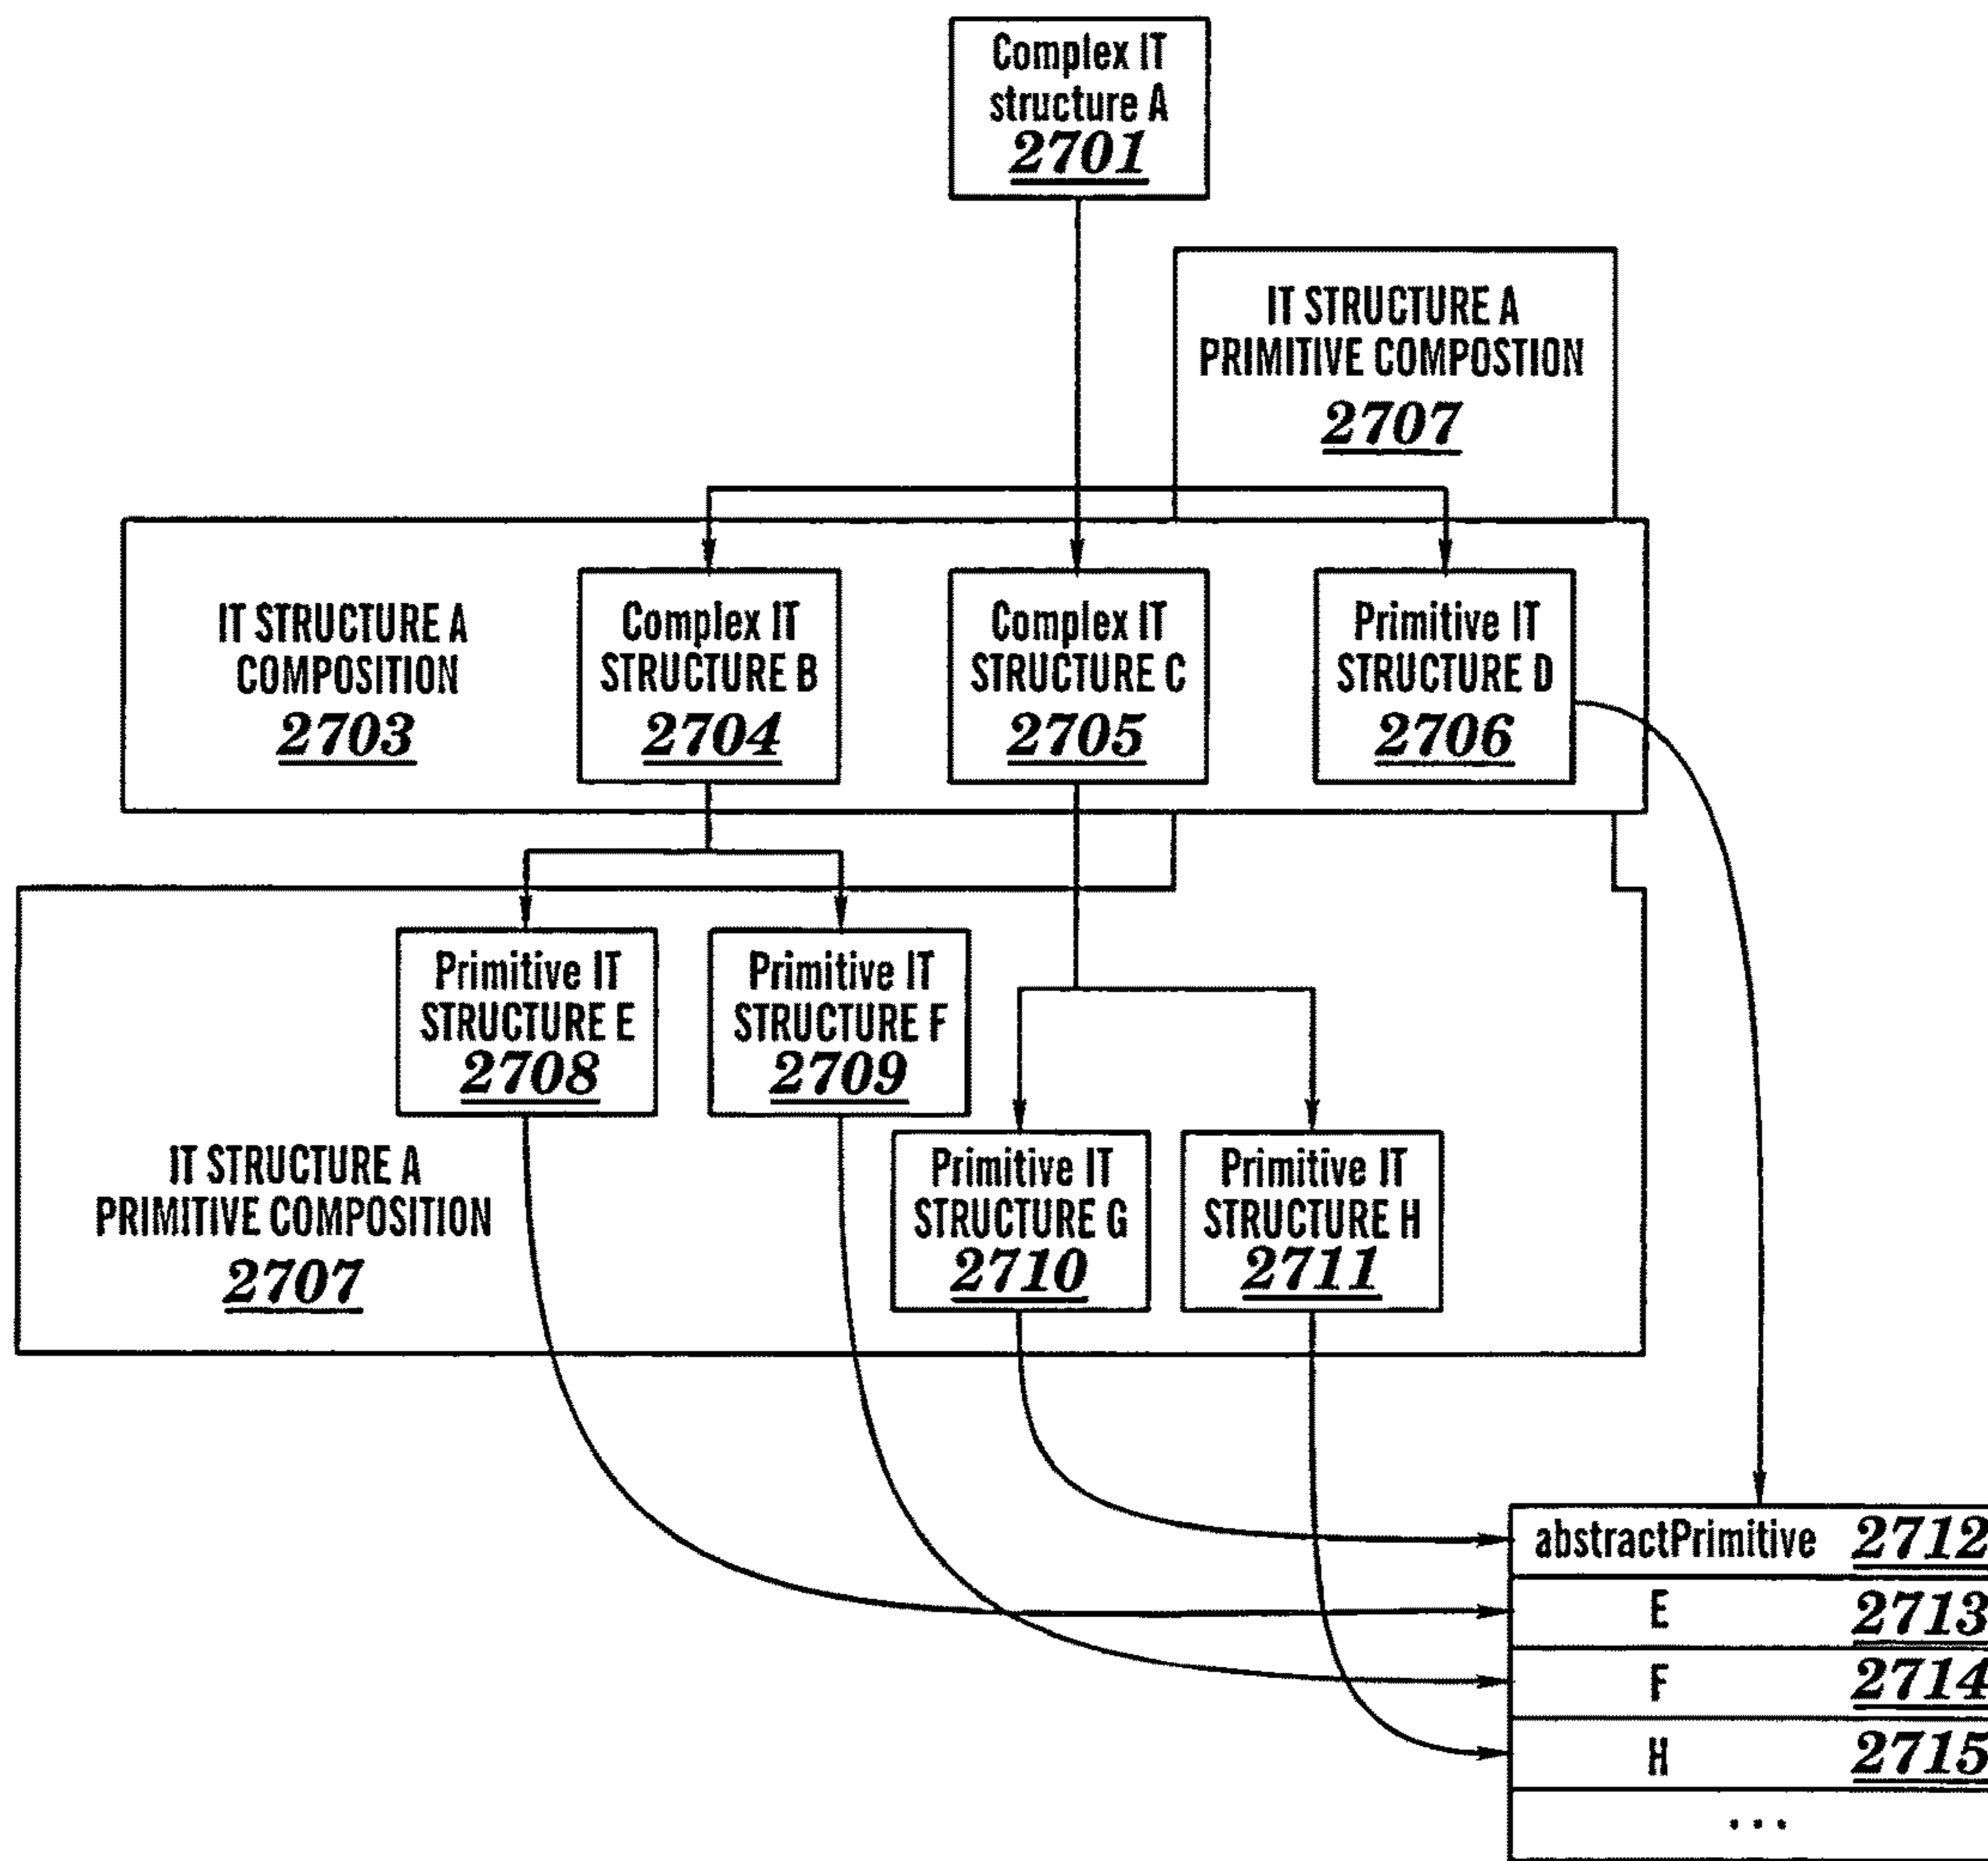 Complex IT
structure A
2701
IT STRUCTURE A
PRIMITIVE COMPOSTION
2707
IT STRUCTURE A
COMPOSITION
2703
Complex IT
STRUCTURE B
2704
Complex IT
STRUCTURE C
2705
Primitive IT
STRUCTURE D
2706
Primitive IT
STRUCTURE E
2708
Primitive IT
STRUCTURE F
2709
IT STRUCTURE A
PRIMITIVE COMPOSITION
2707
Primitive IT
STRUCTURE G
2710
Primitive IT
STRUCTURE H
2711
abstractPrimitive 2712
E 2713
F 2714
H 2715
...